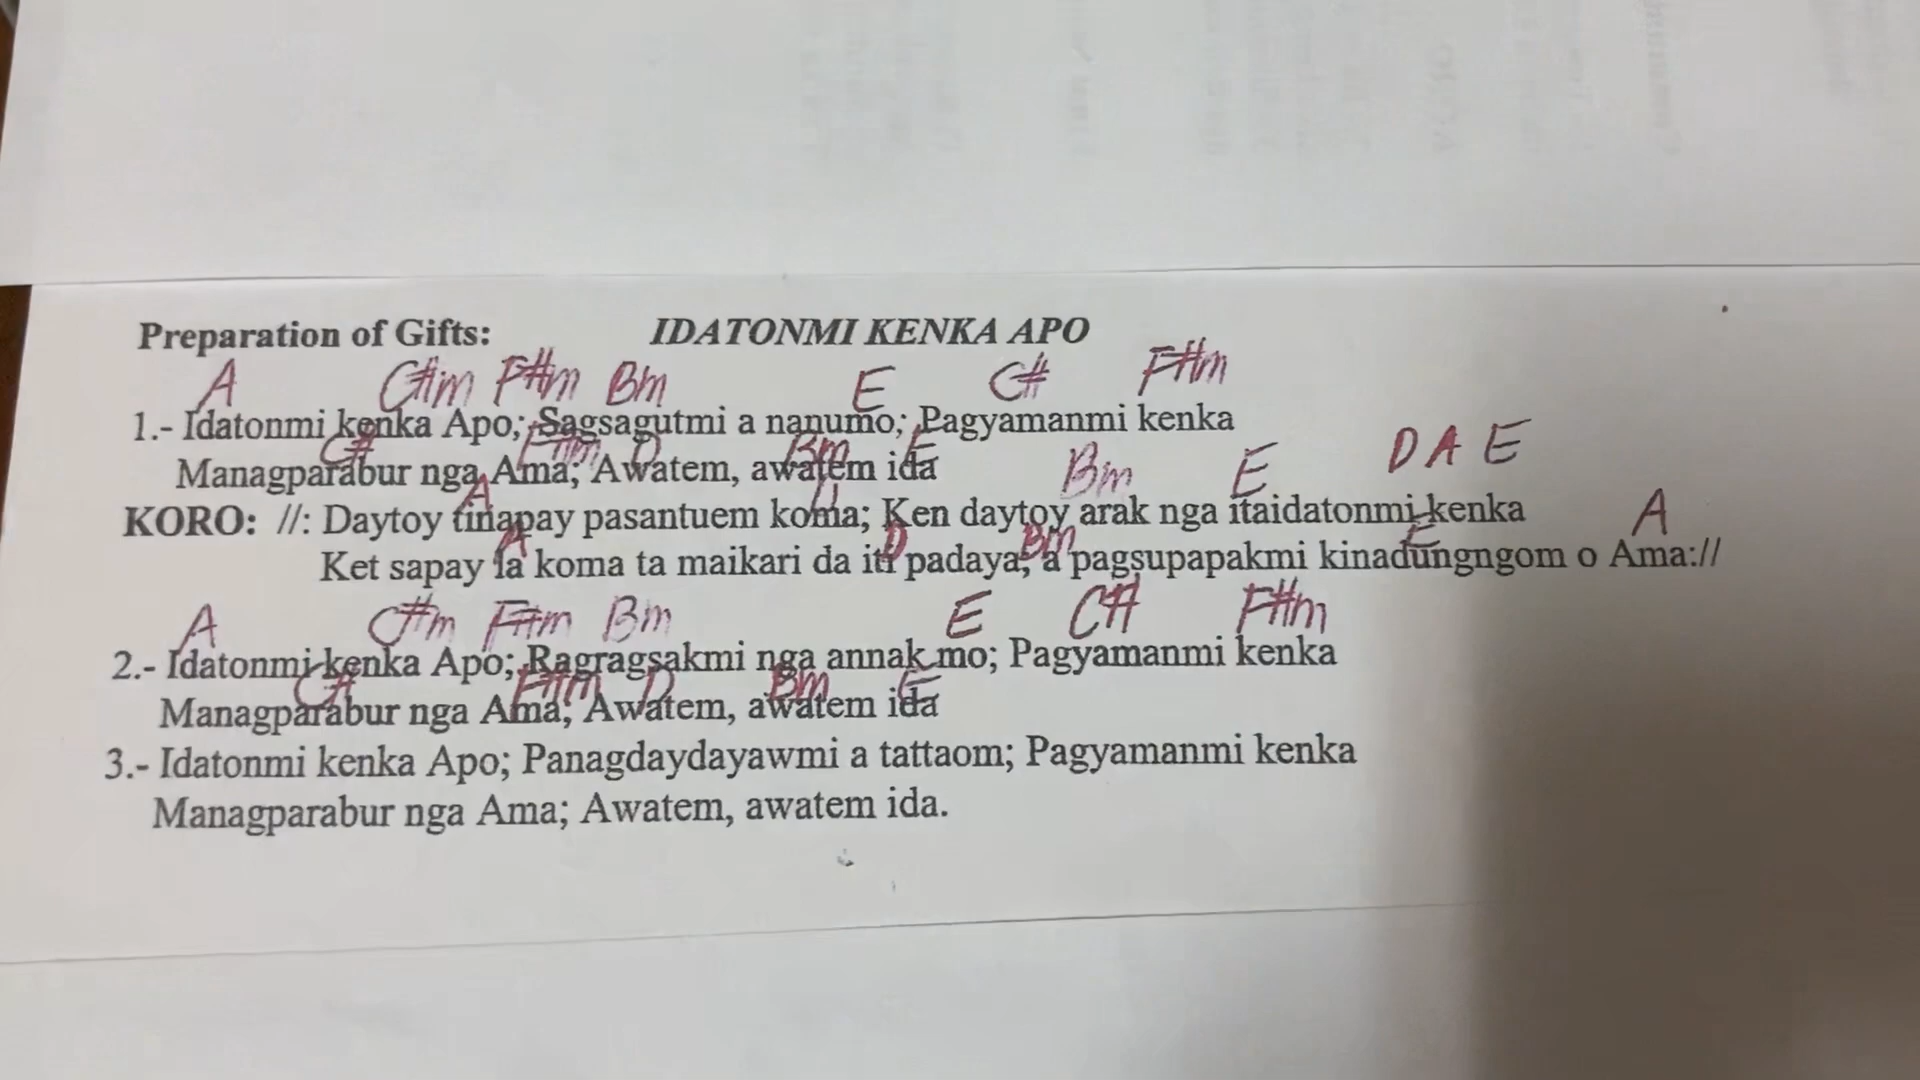 Preparation of Gifts: IDATONMI KENKA APO
A C#m F#m Bm E C# F#m
1.- Idatonmi kenka Apo; Sagsagutmi a nanumo; Pagyamanmi kenka
C# F#m D Bm E
Managparabur nga Ama; Awatem, awatem ida
A D Bm E D A E
KORO: //: Daytoy tinapay pasantuem koma; Ken daytoy arak nga itaidatonmi kenka
A D Bm E A
Ket sapay la koma ta maikari da iti padaya, a pagsupapakmi kinadungngom o Ama://
A C#m F#m Bm E C# F#m
2.- Idatonmi kenka Apo; Ragragsakmi nga annak mo; Pagyamanmi kenka
C# F#m D Bm E
Managparabur nga Ama; Awatem, awatem ida
3.- Idatonmi kenka Apo; Panagdaydayawmi a tattaom; Pagyamanmi kenka
Managparabur nga Ama; Awatem, awatem ida.